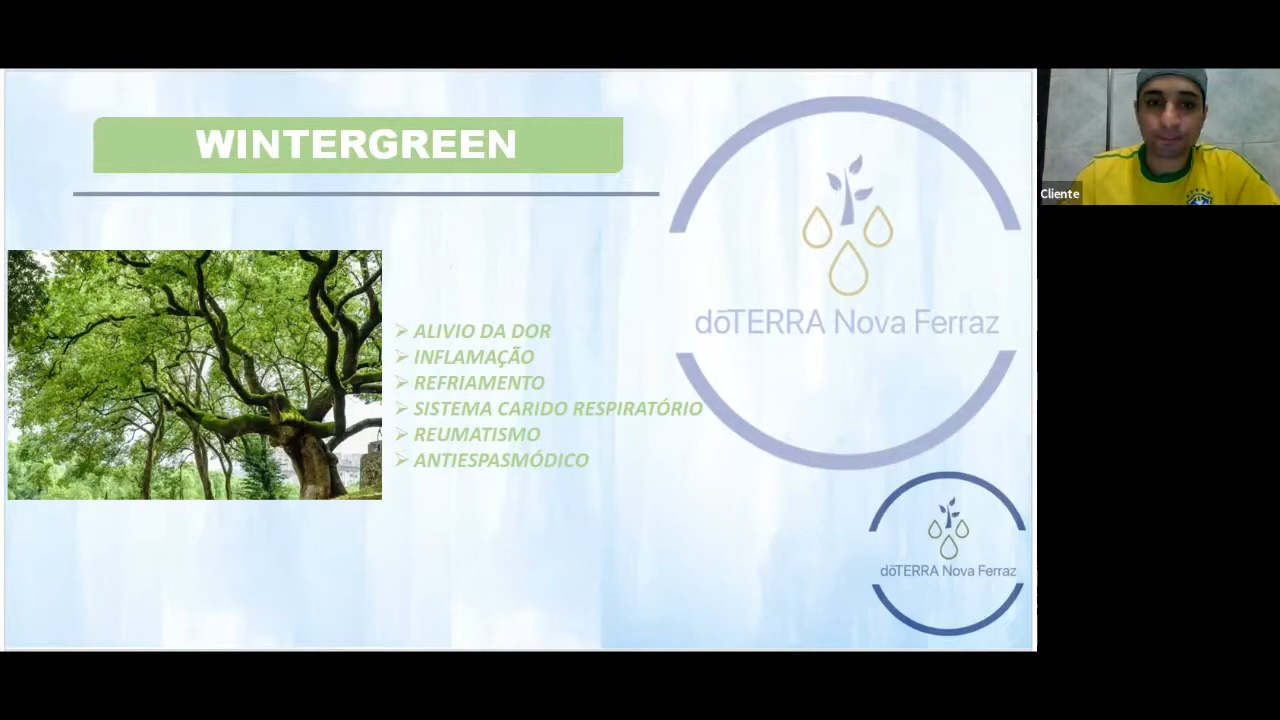 WINTERGREEN
dōTERRA Nova Ferraz
ALIVIO DA DOR
INFLAMAÇÃO
REFRIAMENTO
SISTEMA CARIDO RESPIRATÓRIO
REUMATISMO
ANTIESPASMÓDICO
dōTERRA Nova Ferraz
Cliente